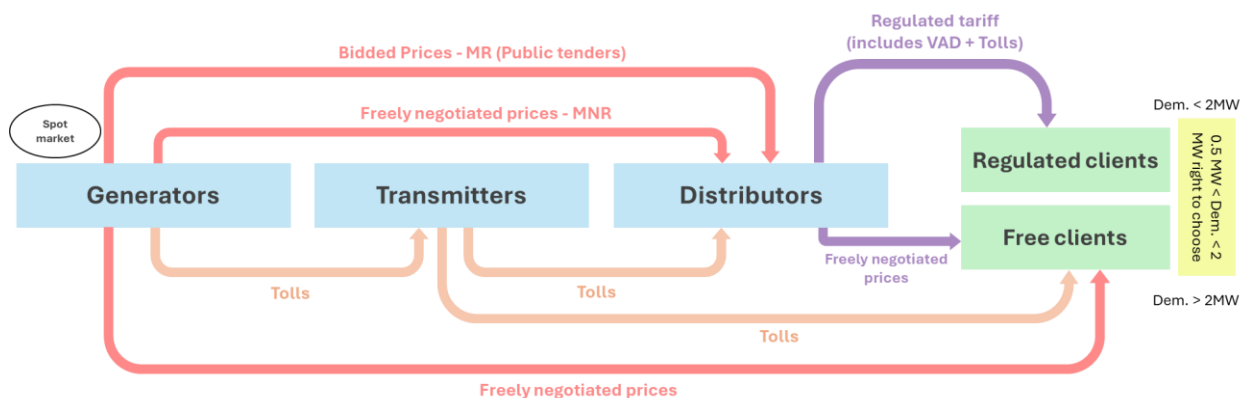 Regulated tariff
(includes VAD + Tolls)
Bidded Prices - MR (Public tenders)
Freely negotiated prices - MNR
Dem. < 2MW
Spot
market
Generators
Transmitters
Distributors
Regulated clients
Free clients
0.5 MW < Dem. < 2
MW right to choose
Freely negotiated
prices
Tolls
Tolls
Dem. > 2MW
Tolls
Freely negotiated prices